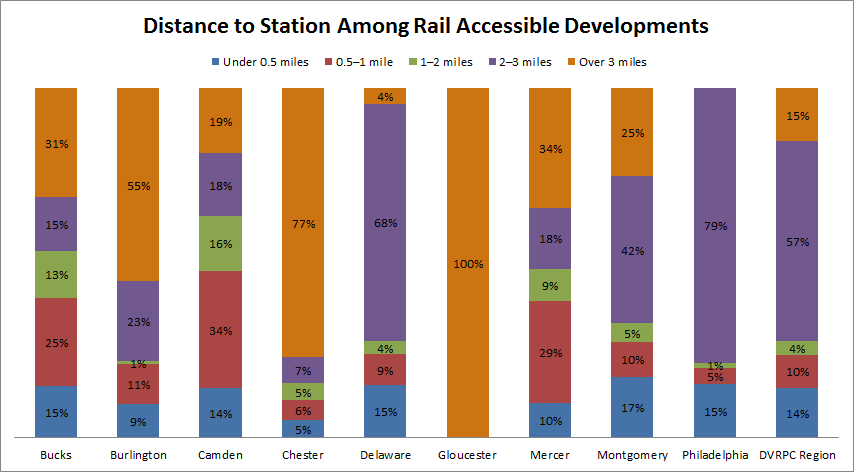 Distance to Station Among Rail Accessible Developments
Under 0.5 miles 0.5–1 mile 1–2 miles 2–3 miles Over 3 miles
31% 15% 13% 25% 15%
55% 23% 1% 11% 9%
19% 18% 16% 34% 14%
77% 7% 5% 6% 5%
4% 68% 4% 9% 15%
100%
34% 18% 9% 29% 10%
25% 42% 5% 10% 17%
79% 1% 5% 15%
15% 57% 4% 10% 14%
Bucks Burlington Camden Chester Delaware Gloucester Mercer Montgomery Philadelphia DVRPC Region